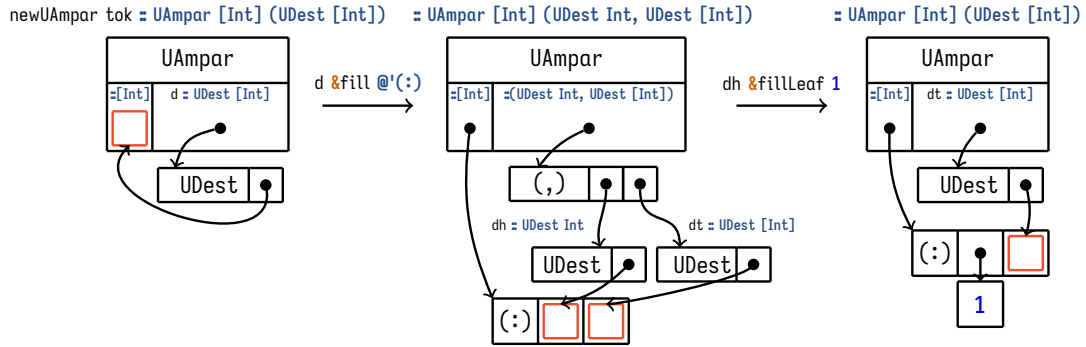 newUAmpar tok :: UAmpar [Int] (UDest [Int])
UAmpar
::[Int]
d :: UDest [Int]
UDest
d &fill @'(:)
:: UAmpar [Int] (UDest Int, UDest [Int])
UAmpar
::[Int]
::(UDest Int, UDest [Int])
(,)
dh :: UDest Int
dt :: UDest [Int]
UDest
UDest
(:)
dh &fillLeaf 1
:: UAmpar [Int] (UDest [Int])
UAmpar
::[Int]
dt :: UDest [Int]
UDest
(:)
1